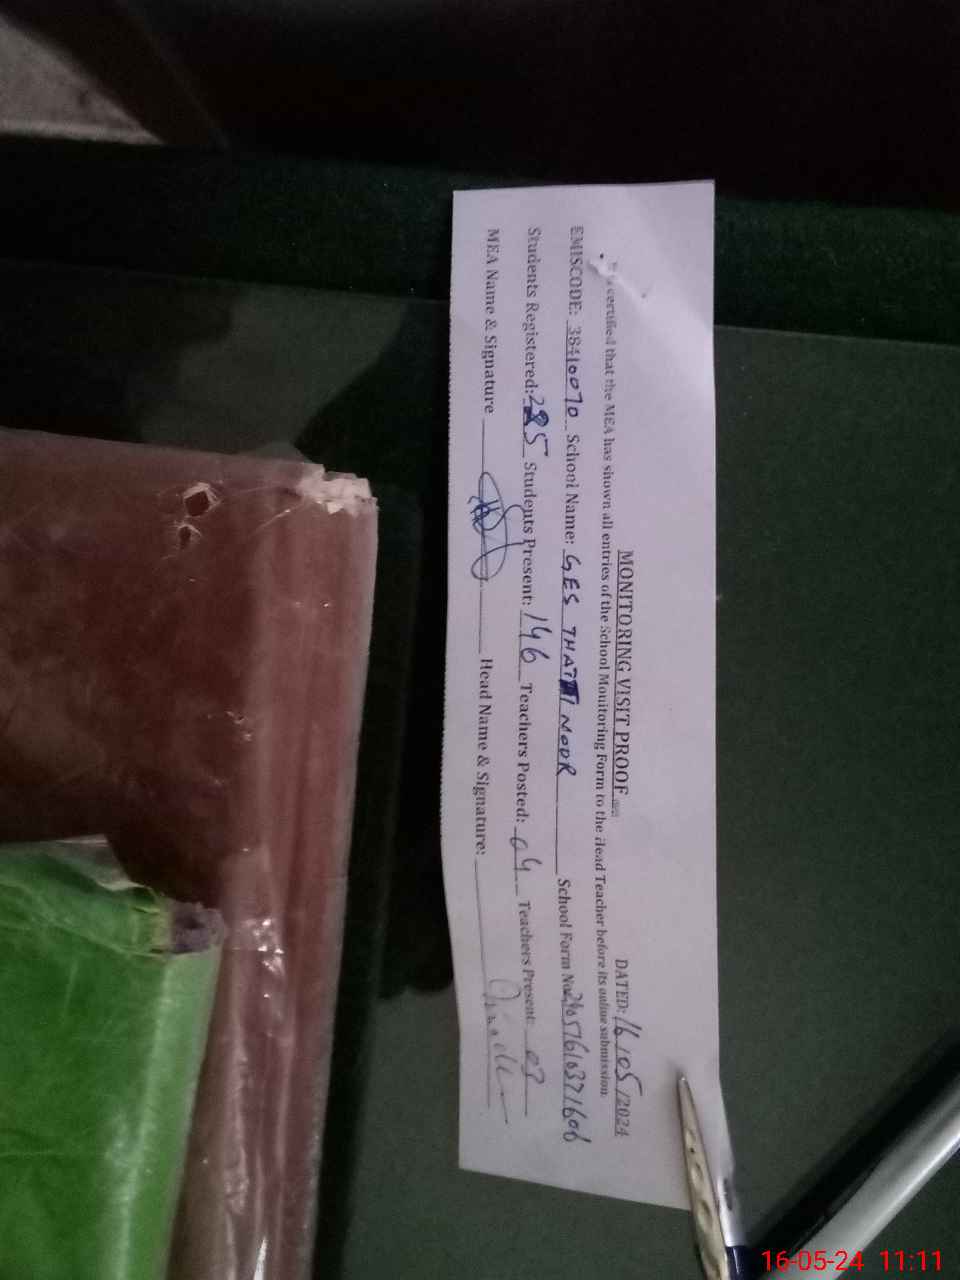 MONITORING VISIT PROOF DATED: 16/05/2024
certified that the MEA has shown all entries of the School Monitoring Form to the Head Teacher before its online submission.
EMISCODE: 38410070 School Name: GES THATTI NOOR School Form No:
Students Registered: 285 Students Present: 146 Teachers Posted: 04 Teachers Present: 03
MEA Name & Signature Head Name & Signature:
16-05-24 11:11